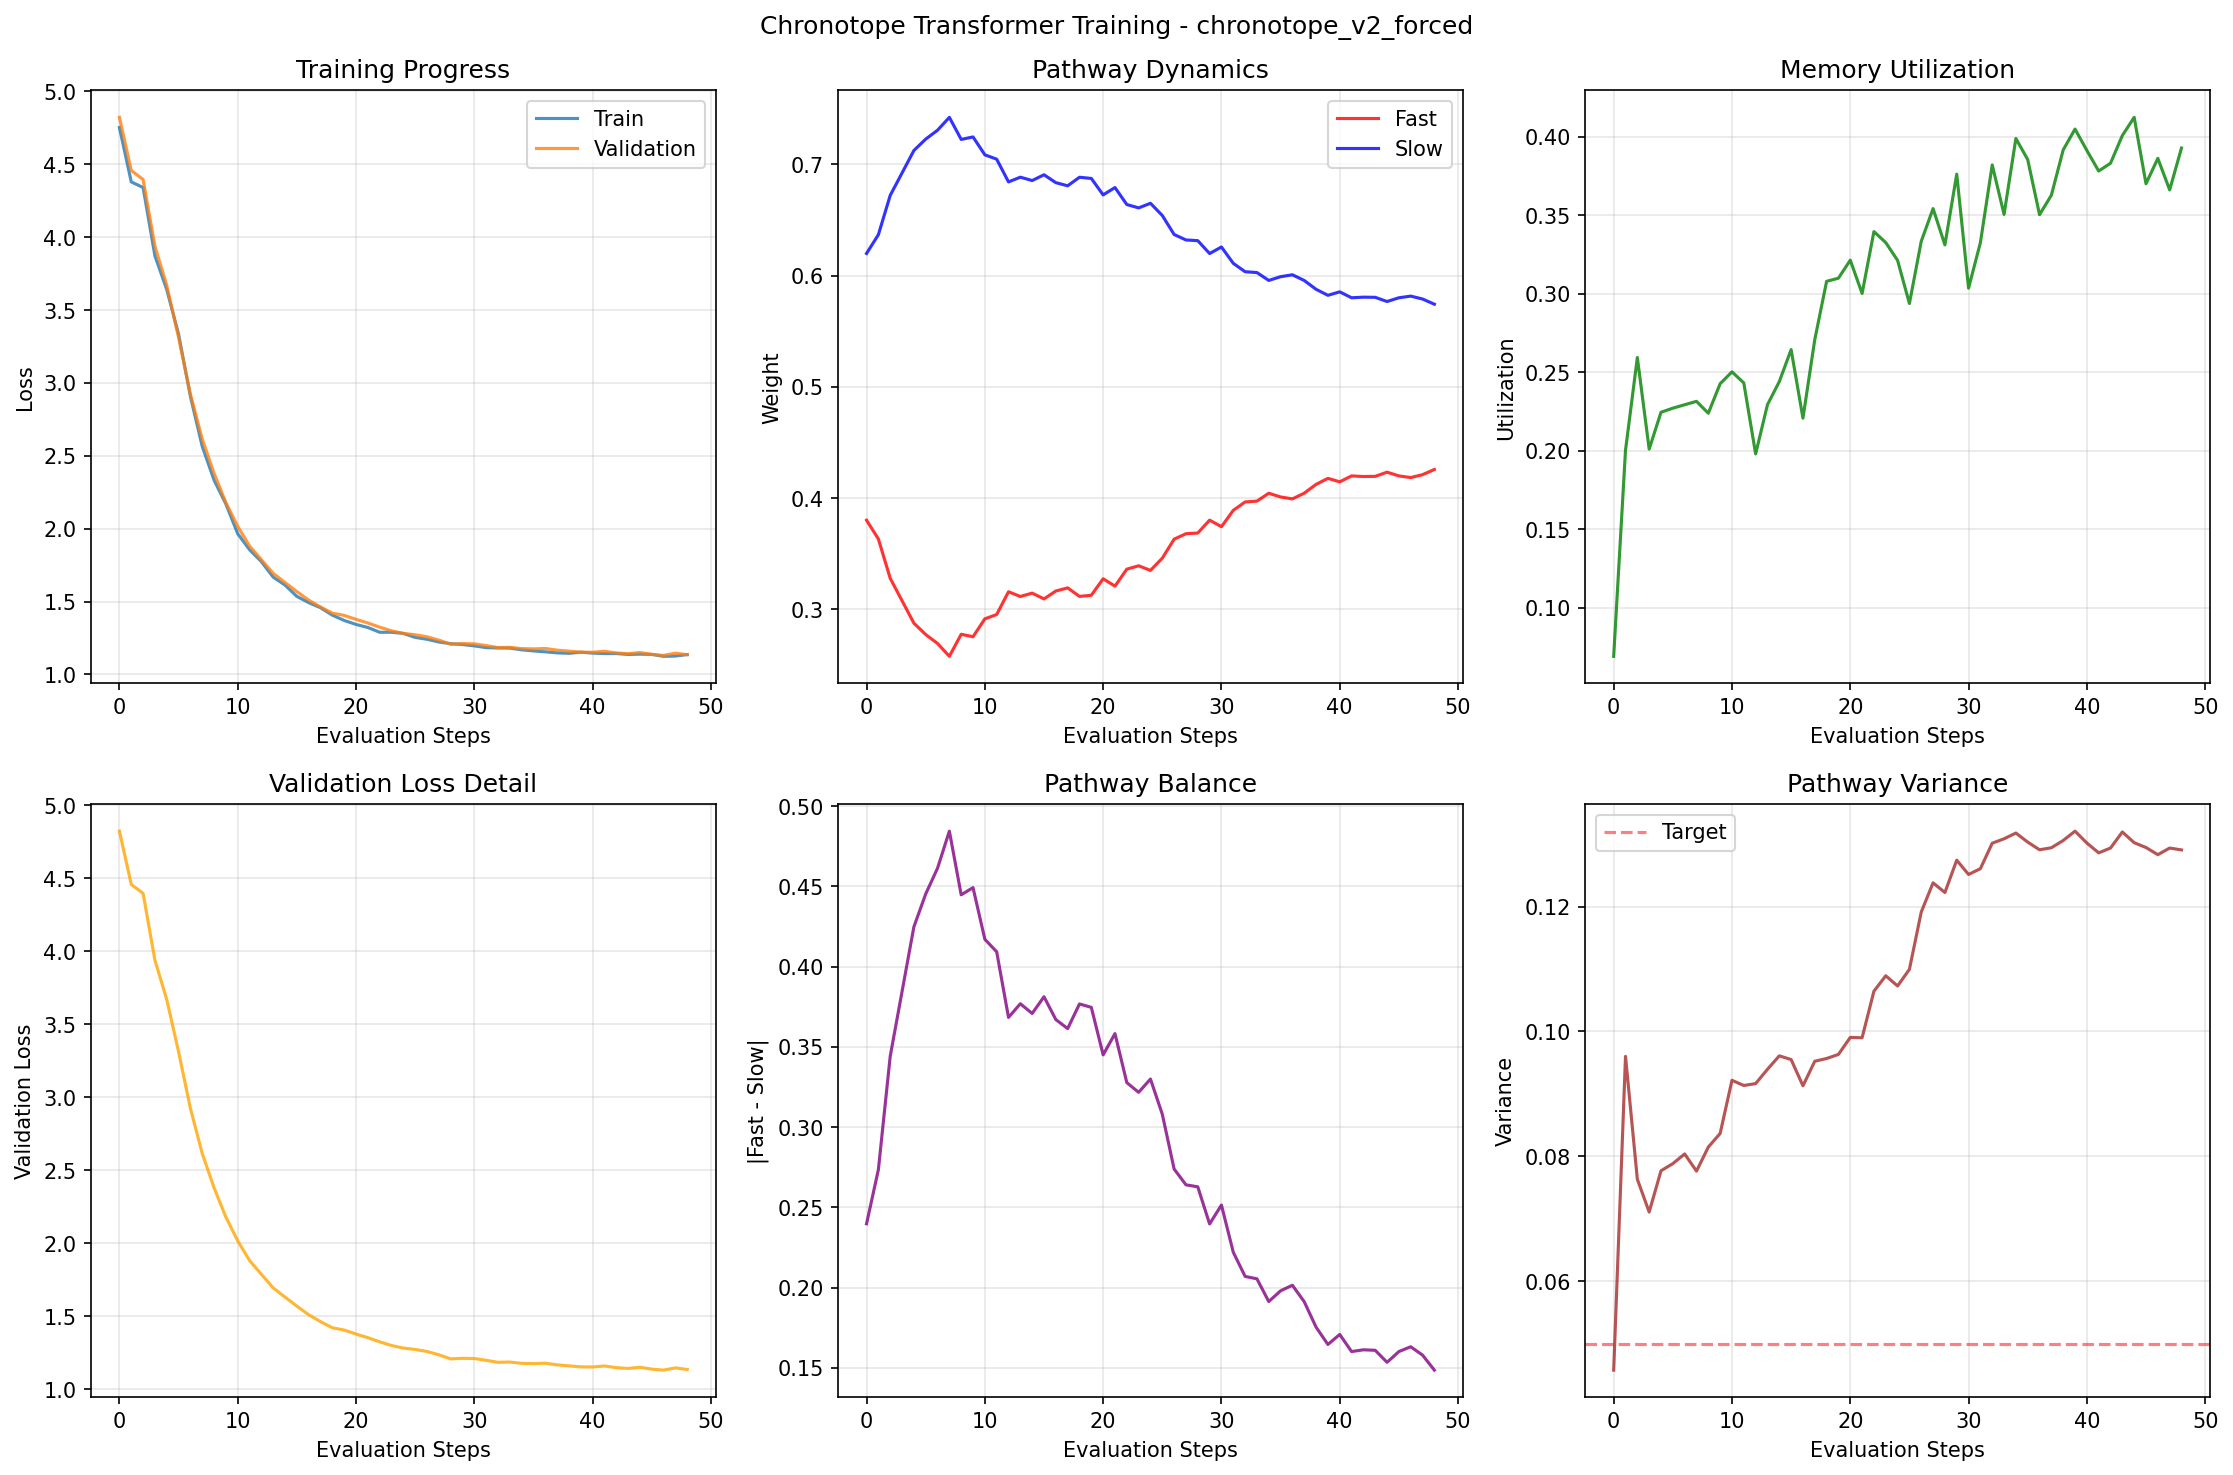 Chronotope Transformer Training - chronotope_v2_forced
Training Progress
5.0
4.5
4.0
3.5
3.0
2.5
2.0
1.5
1.0
Loss
Train
Validation
0 10 20 30 40 50
Evaluation Steps
Pathway Dynamics
0.7
0.6
0.5
0.4
0.3
Weight
Fast
Slow
0 10 20 30 40 50
Evaluation Steps
Memory Utilization
0.40
0.35
0.30
0.25
0.20
0.15
0.10
Utilization
0 10 20 30 40 50
Evaluation Steps
Validation Loss Detail
5.0
4.5
4.0
3.5
3.0
2.5
2.0
1.5
1.0
Validation Loss
0 10 20 30 40 50
Evaluation Steps
Pathway Balance
0.50
0.45
0.40
0.35
0.30
0.25
0.20
0.15
|Fast - Slow|
0 10 20 30 40 50
Evaluation Steps
Pathway Variance
Target
0.12
0.10
0.08
0.06
Variance
0 10 20 30 40 50
Evaluation Steps